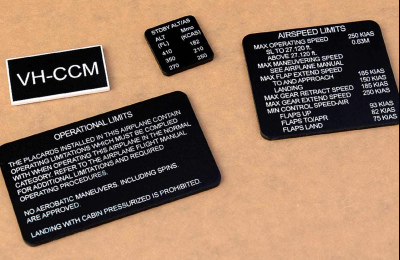 VH-CCM
STDBY ALT/AS
ALT Mmo
(FL) (KCAS)
410 182
350 210
270 250
AIRSPEED LIMITS
MAX OPERATING SPEED
SL TO 27,120 ft. 250 KIAS
ABOVE 27,120 ft. 0.63M
MAX MANEUVERING SPEED
SEE AIRPLANE MANUAL
MAX FLAP EXTEND SPEED
TO AND APPROACH 185 KIAS
LANDING 150 KIAS
MAX GEAR RETRACT SPEED 185 KIAS
MAX GEAR EXTEND SPEED 250 KIAS
MIN CONTROL SPEED-AIR
FLAPS UP 93 KIAS
FLAPS TO/APR 82 KIAS
FLAPS LAND 75 KIAS
OPERATIONAL LIMITS
THE PLACARDS INSTALLED IN THIS AIRPLANE CONTAIN
OPERATING LIMITATIONS WHICH MUST BE COMPLIED
WITH WHEN OPERATING THIS AIRPLANE IN THE NORMAL
CATEGORY. REFER TO THE AIRPLANE FLIGHT MANUAL
FOR ADDITIONAL LIMITATIONS AND REQUIRED
OPERATING PROCEDURES.
NO AEROBATIC MANEUVERS INCLUDING SPINS,
ARE APPROVED.
LANDING WITH CABIN PRESSURIZED IS PROHIBITED.